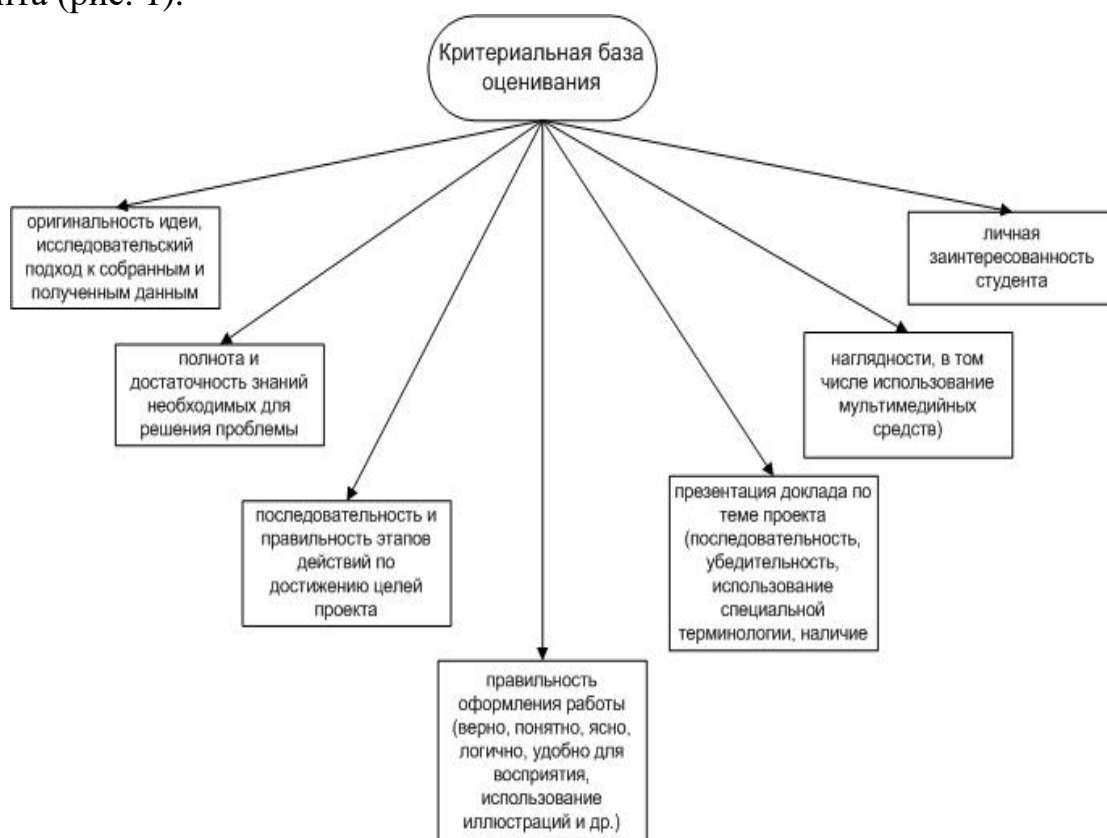 нта (рис. 1).
Критериальная база
оценивания
оригинальность идеи,
исследовательский
подход к собранным и
полученным данным
личная
заинтересованность
студента
полнота и
достаточность знаний
необходимых для
решения проблемы
наглядности, в том
числе использование
мультимедийных
средств)
последовательность и
правильность этапов
действий по
достижению целей
проекта
презентация доклада по
теме проекта
(последовательность,
убедительность,
использование
специальной
терминологии, наличие
правильность
оформления работы
(верно, понятно, ясно,
логично, удобно для
восприятия,
использование
иллюстраций и др.)